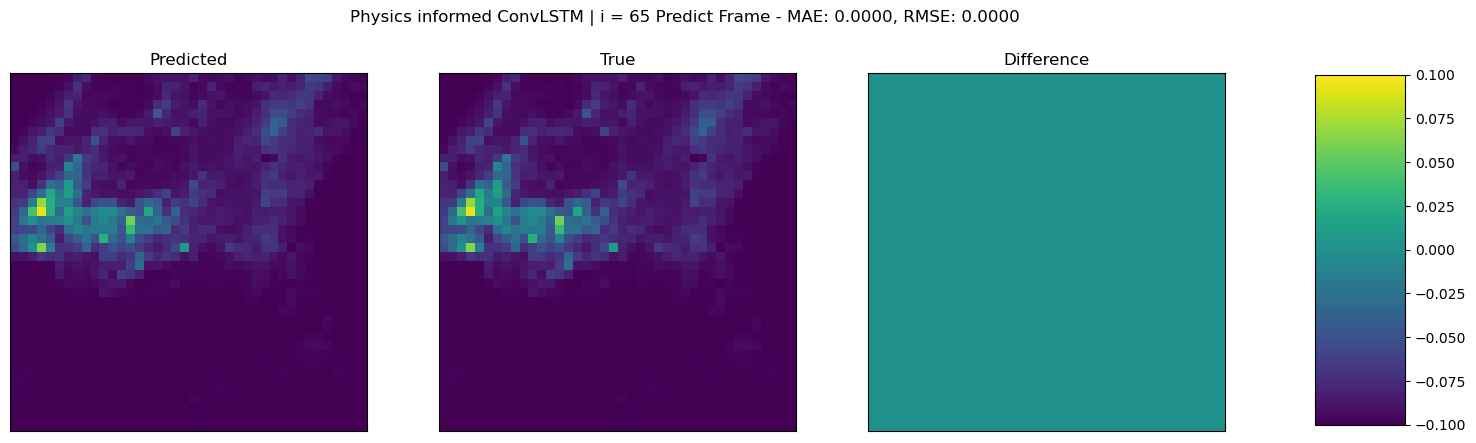 Physics informed ConvLSTM | i = 65 Predict Frame - MAE: 0.0000, RMSE: 0.0000
Predicted
True
Difference
0.100
0.075
0.050
0.025
0.000
−0.025
−0.050
−0.075
−0.100